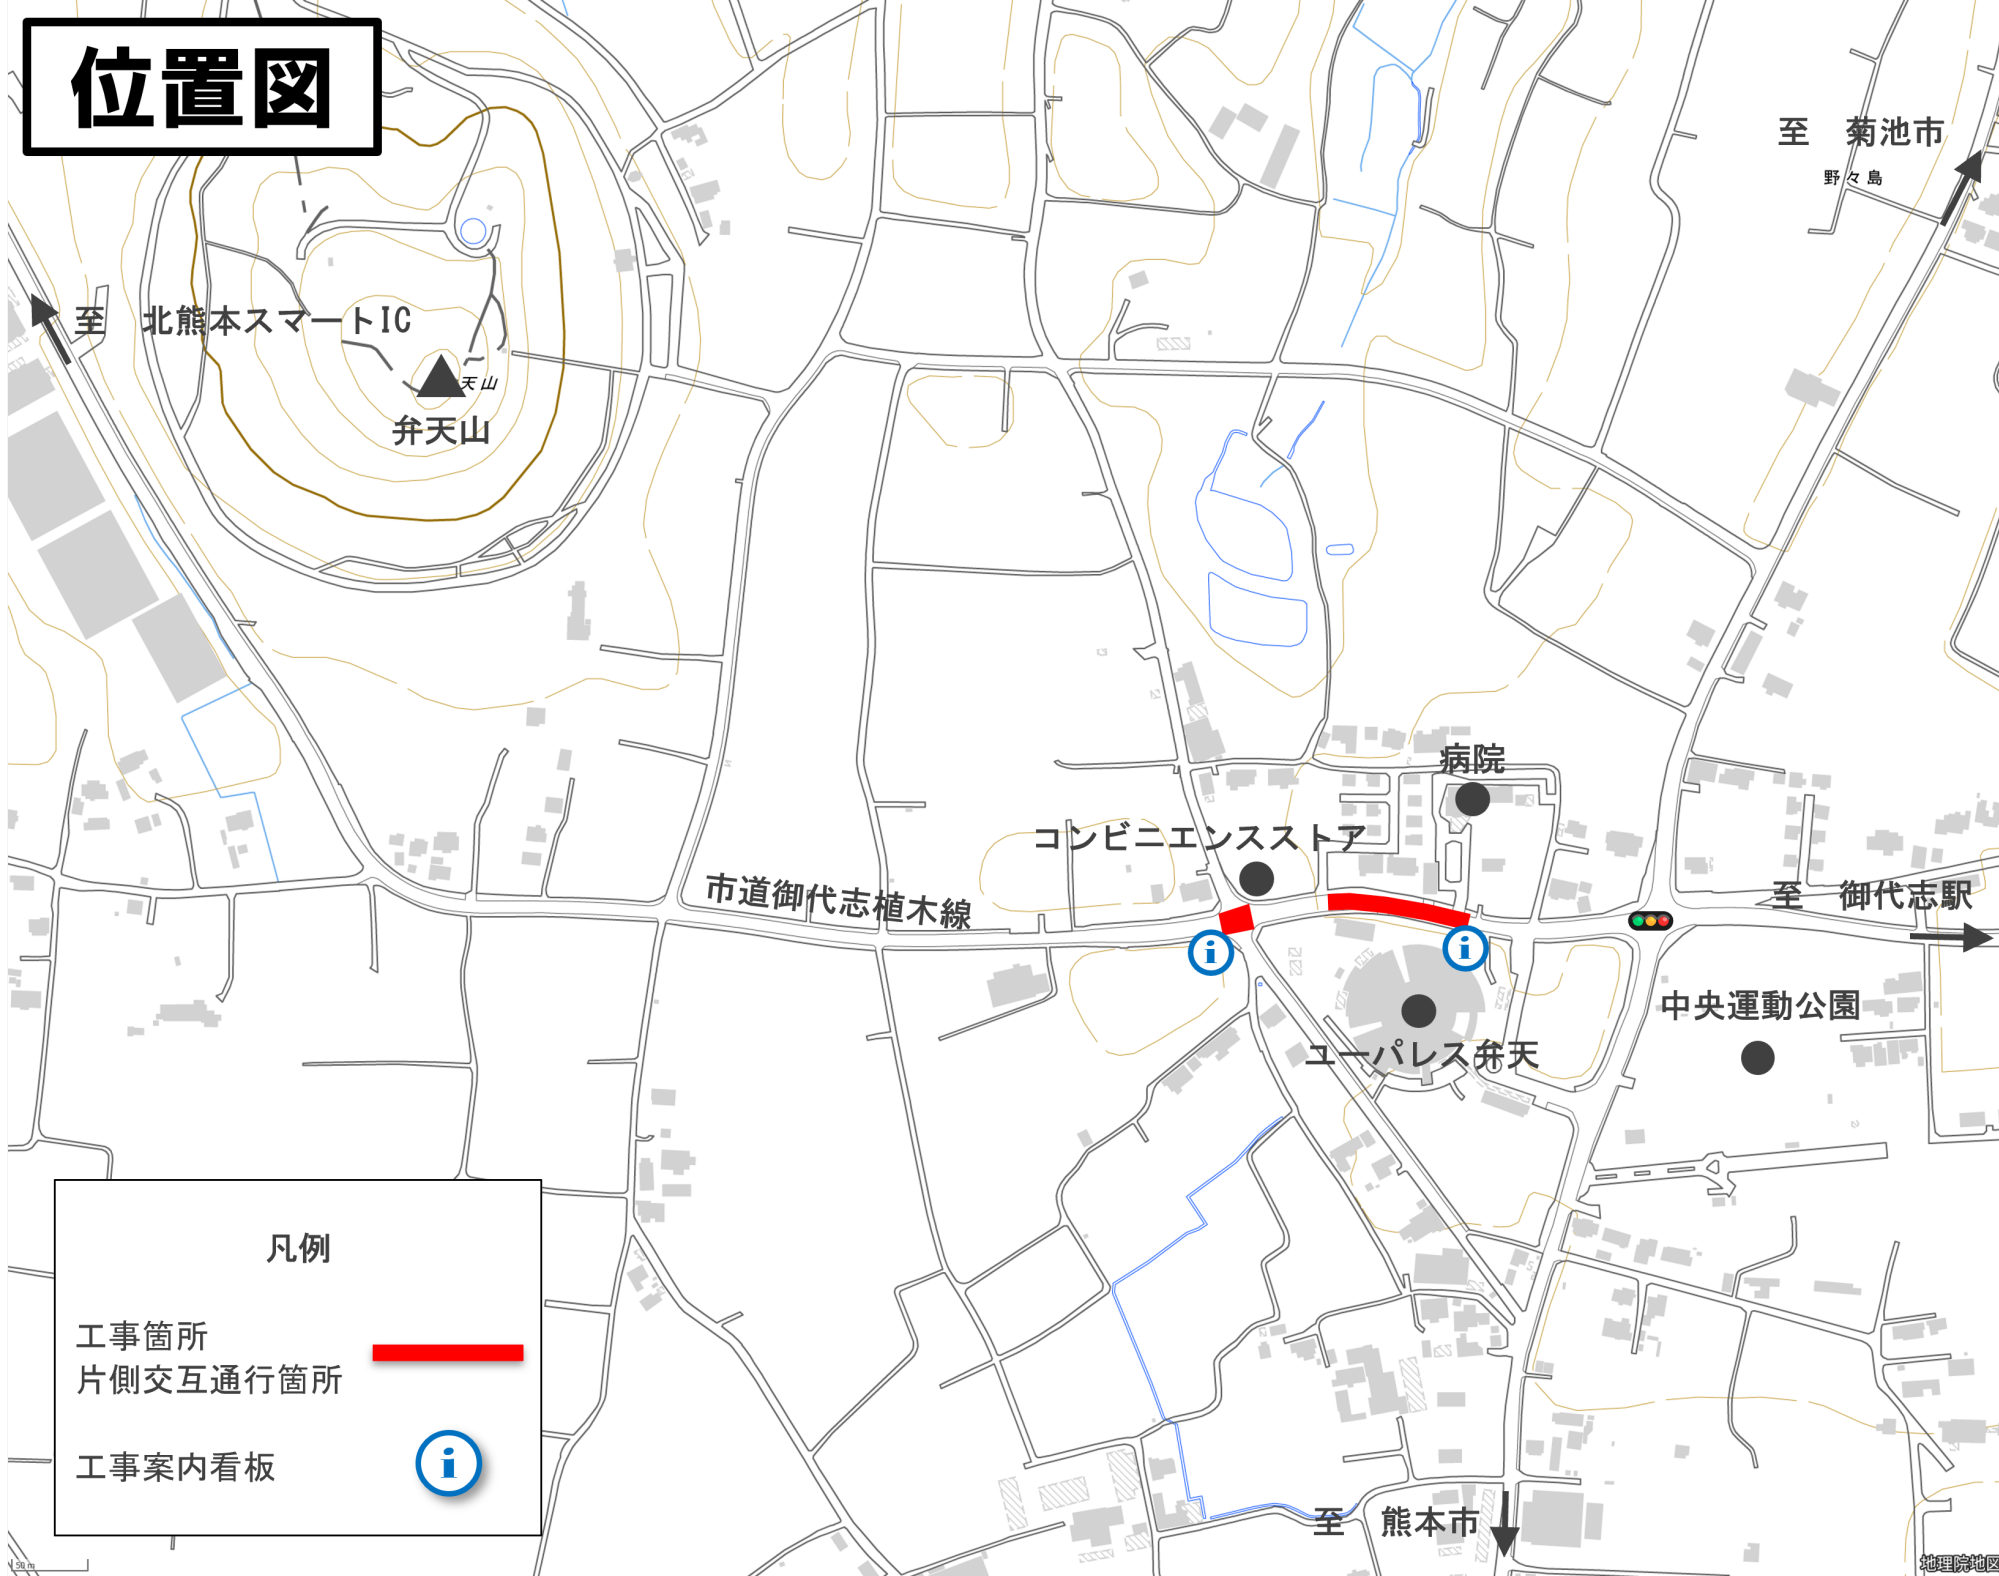 位置図
至　菊池市
野々島
至　北熊本スマートIC
天山
弁天山
病院
コンビニエンスストア
市道御代志植木線
至　御代志駅
i
i
中央運動公園
ユーパレス弁天
凡例
工事箇所
片側交互通行箇所
工事案内看板
i
至　熊本市
50m
地理院地図